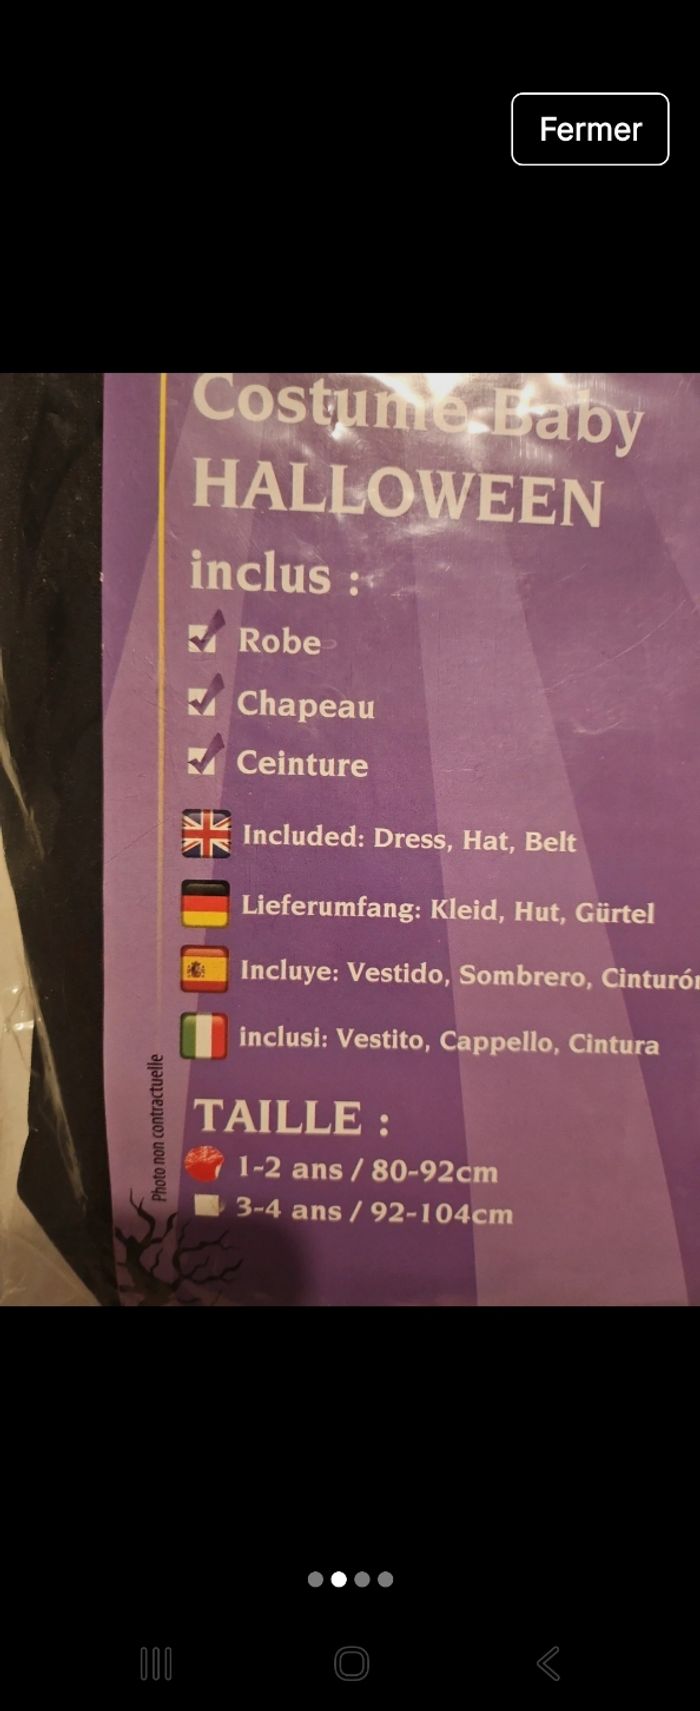 Fermer
Costume Baby
HALLOWEEN
inclus :
Robe
Chapeau
Ceinture
Included: Dress, Hat, Belt
Lieferumfang: Kleid, Hut, Gürtel
Incluye: Vestido, Sombrero, Cinturón
inclusi: Vestito, Cappello, Cintura
Photo non contractuelle
TAILLE :
1-2 ans / 80-92cm
3-4 ans / 92-104cm